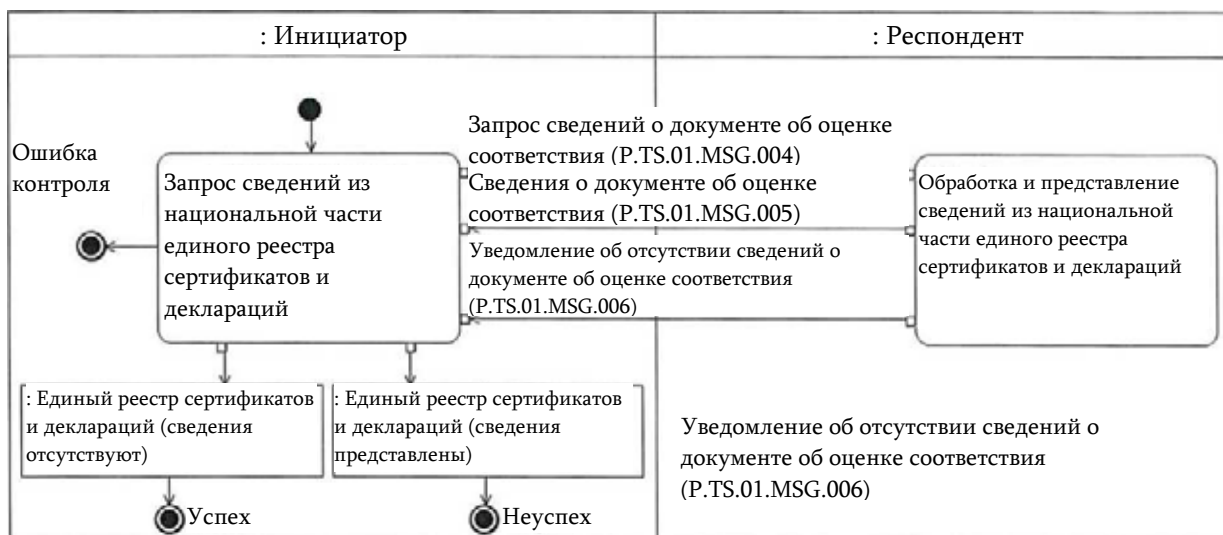 : Инициатор
: Респондент
Ошибка
контроля
Запрос сведений из
национальной части
единого реестра
сертификатов и
деклараций
Запрос сведений о документе об оценке
соответствия (P.TS.01.MSG.004)
Сведения о документе об оценке
соответствия (P.TS.01.MSG.005)
Уведомление об отсутствии сведений о
документе об оценке соответствия
(P.TS.01.MSG.006)
Обработка и представление
сведений из национальной
части единого реестра
сертификатов и деклараций
: Единый реестр сертификатов
и деклараций (сведения
отсутствуют)
: Единый реестр сертификатов
и деклараций (сведения
представлены)
Уведомление об отсутствии сведений о
документе об оценке соответствия
(P.TS.01.MSG.006)
Успех
Неуспех